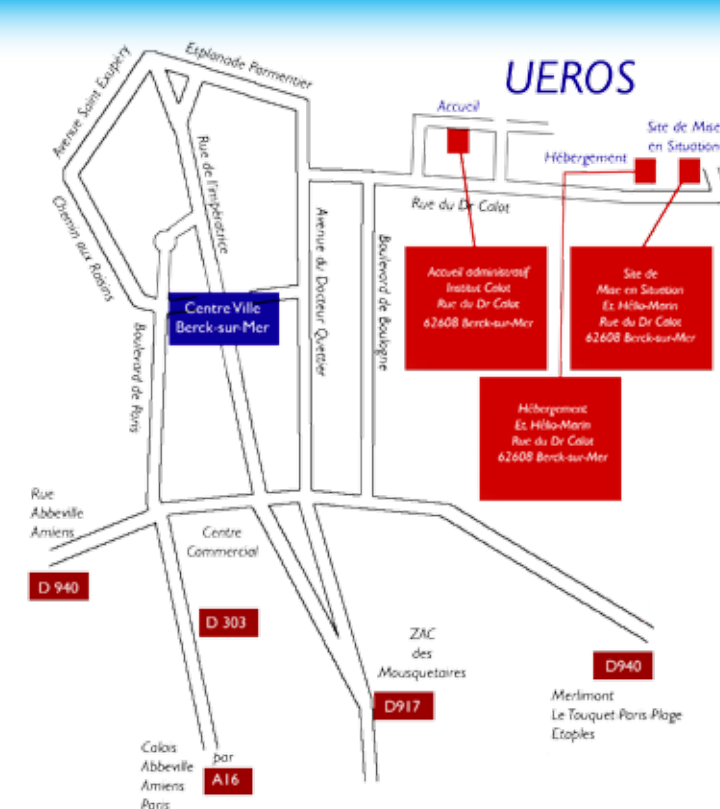 UEROS
Esplanade Parmentier
Avenue Saint Exupéry
Accueil
Site de Mise
en Situation
Hébergement
Rue de l'impératrice
Rue du Dr Calot
Chemin aux Raisins
Avenue du Docteur Quettier
Boulevard de Boulogne
Accueil administratif
Institut Calot
Rue du Dr Calot
62608 Berck-sur-Mer
Site de
Mise en Situation
Et. Hélio-Marin
Rue du Dr Calot
62608 Berck-sur-Mer
Centre Ville
Berck-sur-Mer
Boulevard de Paris
Hébergement
Et. Hélio-Marin
Rue du Dr Calot
62608 Berck-sur-Mer
Rue
Abbeville
Amiens
D 940
Centre
Commercial
D 303
ZAC
des
Mousquetaires
D917
D940
Merlimont
Le Touquet-Paris-Plage
Etaples
Calais
Abbeville
Amiens
Paris
par
A16